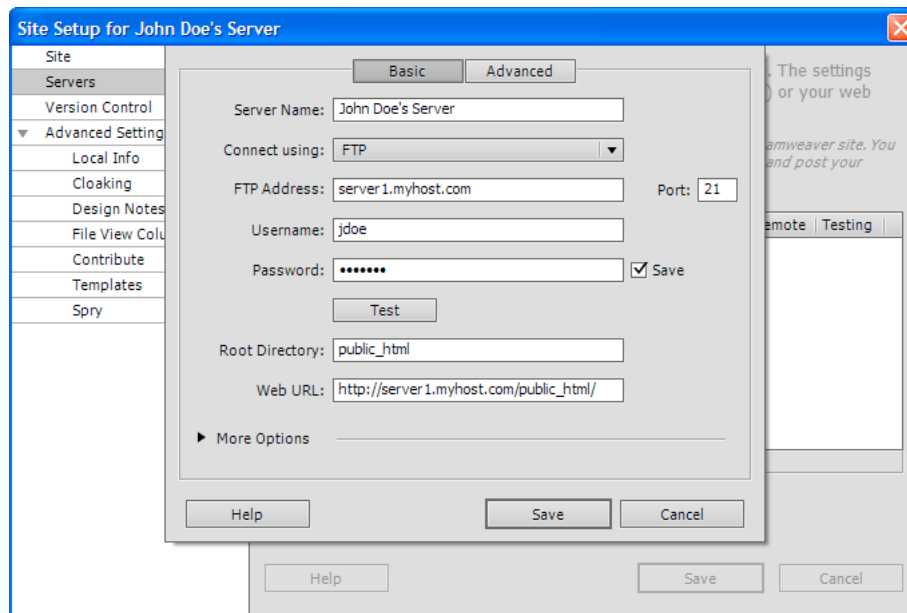 Site Setup for John Doe's Server
Site
Servers
Version Control
Advanced Setting
Local Info
Cloaking
Design Notes
File View Colu
Contribute
Templates
Spry
Basic
Advanced
Server Name: John Doe's Server
Connect using: FTP
FTP Address: server1.myhost.com Port: 21
Username: jdoe
Password: ••••••• Save
Test
Root Directory: public_html
Web URL: http://server1.myhost.com/public_html/
More Options
Help Save Cancel
. The settings
) or your web
amweaver site. You
and post your
emote Testing
Help Save Cancel